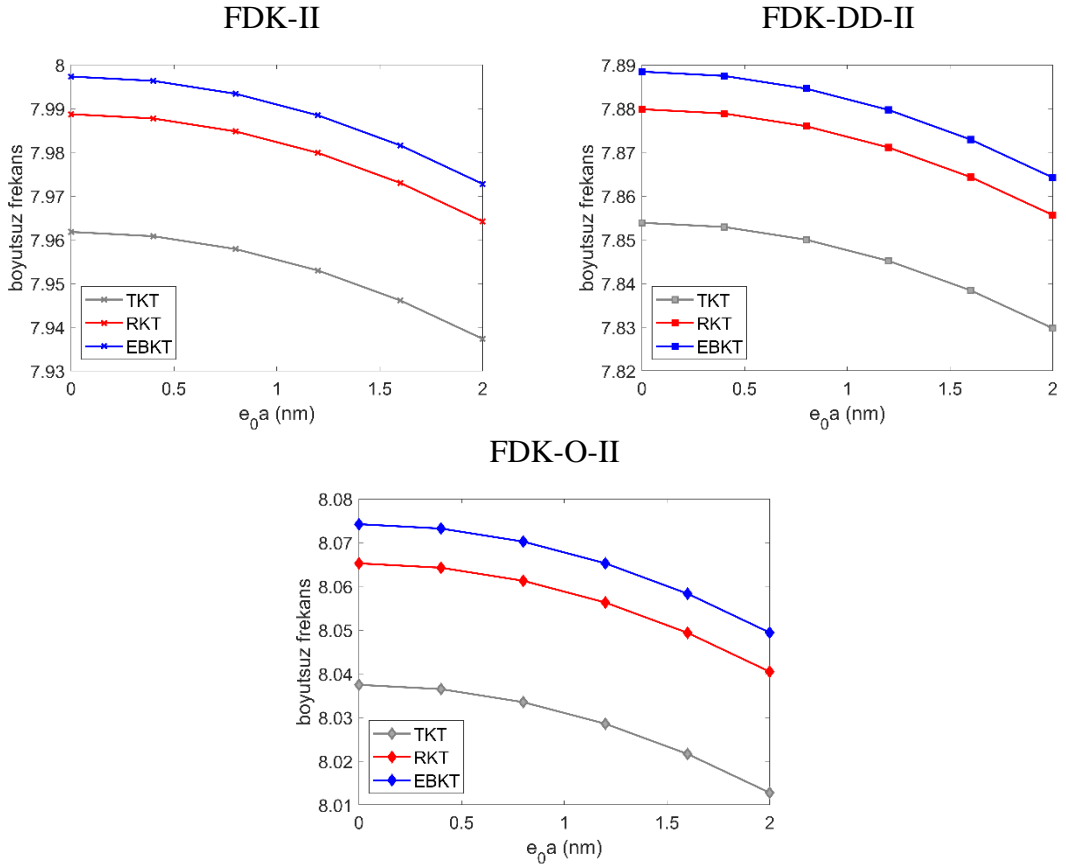 FDK-II
8
7.99
7.98
7.97
7.96
7.95
7.94
7.93
boyutsuz frekans
TKT
RKT
EBKT
0 0.5 1 1.5 2
e0a (nm)
FDK-DD-II
7.89
7.88
7.87
7.86
7.85
7.84
7.83
7.82
boyutsuz frekans
TKT
RKT
EBKT
0 0.5 1 1.5 2
e0a (nm)
FDK-O-II
8.08
8.07
8.06
8.05
8.04
8.03
8.02
8.01
boyutsuz frekans
TKT
RKT
EBKT
0 0.5 1 1.5 2
e0a (nm)